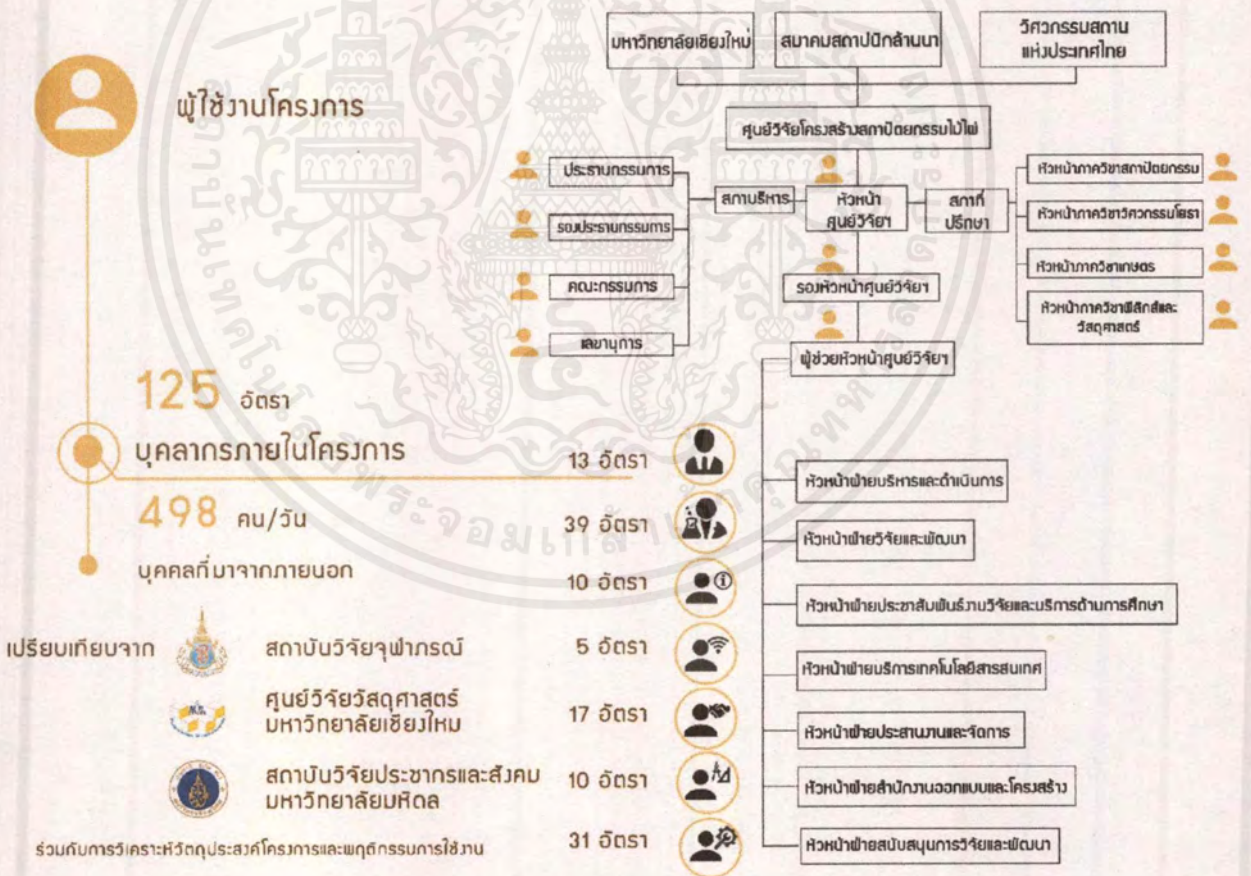 ผู้ใช้งานโครงการ
125 อัตรา
บุคลากรภายในโครงการ
498 คน/วัน
บุคคลที่มาจากภายนอก
เปรียบเทียบจาก
สถาบันวิจัยจุฬาภรณ์
ศูนย์วิจัยวัสดุศาสตร์
มหาวิทยาลัยเชียงใหม่
สถาบันวิจัยประชากรและสังคม
มหาวิทยาลัยมหิดล
ร่วมกับการวิเคราะห์วัตถุประสงค์โครงการและพฤติกรรมการใช้งาน
มหาวิทยาลัยเชียงใหม่
สมาคมสถาปนิกล้านนา
วิศวกรรมสถาน
แห่งประเทศไทย
ศูนย์วิจัยโครงสร้างสถาปัตยกรรมไม้ไผ่
ประธานกรรมการ
รองประธานกรรมการ
คณะกรรมการ
เลขานุการ
สภาบริหาร
หัวหน้า
ศูนย์วิจัยฯ
สภาที่
ปรึกษา
หัวหน้าภาควิชาสถาปัตยกรรม
หัวหน้าภาควิชาวิศวกรรมโยธา
หัวหน้าภาควิชาเกษตร
หัวหน้าภาควิชาฟิสิกส์และ
วัสดุศาสตร์
รองหัวหน้าศูนย์วิจัยฯ
ผู้ช่วยหัวหน้าศูนย์วิจัยฯ
13 อัตรา
หัวหน้าฝ่ายบริหารและดำเนินการ
39 อัตรา
หัวหน้าฝ่ายวิจัยและพัฒนา
10 อัตรา
หัวหน้าฝ่ายประชาสัมพันธ์งานวิจัยและบริการด้านการศึกษา
5 อัตรา
หัวหน้าฝ่ายบริการเทคโนโลยีสารสนเทศ
17 อัตรา
หัวหน้าฝ่ายประสานงานและจัดการ
10 อัตรา
หัวหน้าฝ่ายสำนักงานออกแบบและโครงสร้าง
31 อัตรา
หัวหน้าฝ่ายสนับสนุนการวิจัยและพัฒนา